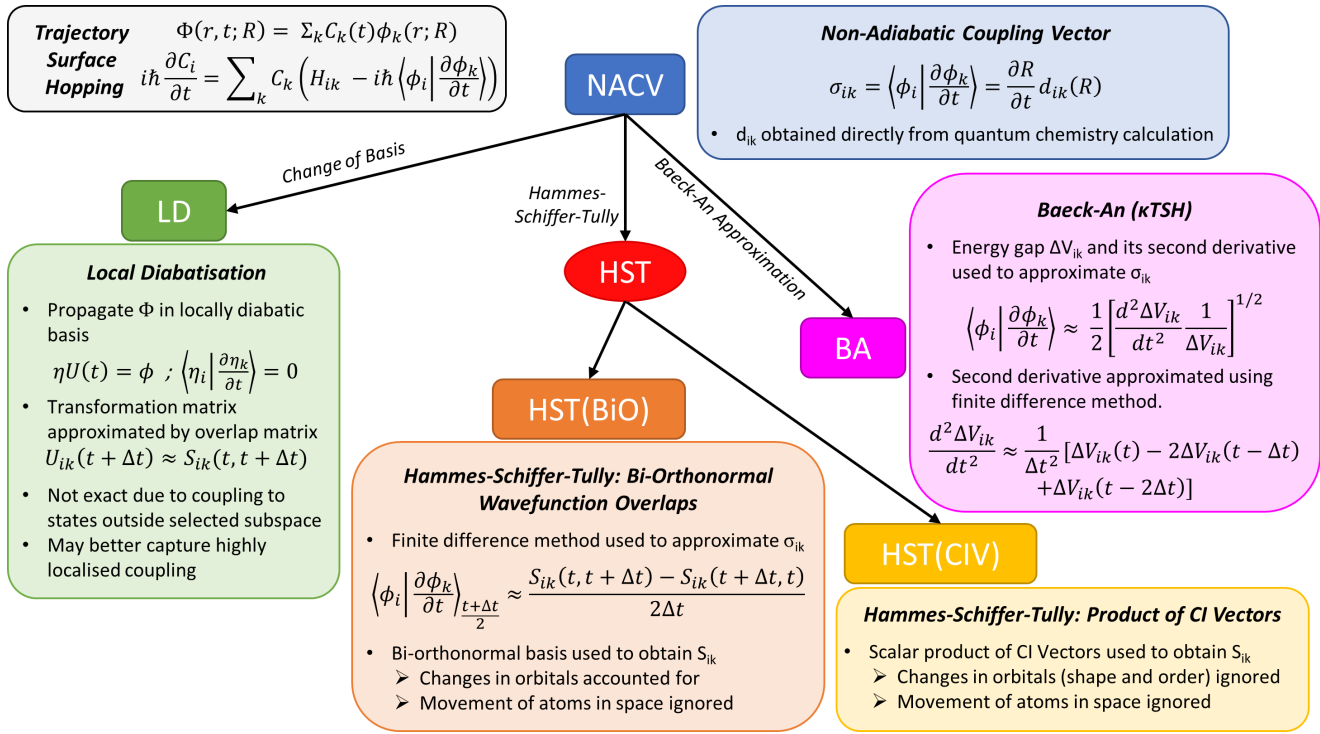 Trajectory
Surface
Hopping
Φ(r, t; R) = Σ_k C_k(t)ϕ_k(r; R)
iℏ ∂C_i/∂t = ∑_k C_k (H_ik − iℏ ⟨ϕ_i|∂ϕ_k/∂t⟩)
NACV
Non-Adiabatic Coupling Vector
σ_ik = ⟨ϕ_i|∂ϕ_k/∂t⟩ = ∂R/∂t d_ik(R)
• d_ik obtained directly from quantum chemistry calculation
Change of Basis
Hammes-
Schiffer-Tully
Baeck-An Approximation
LD
Local Diabatisation
• Propagate Φ in locally diabatic
basis
ηU(t) = ϕ ; ⟨η_i|∂η_k/∂t⟩ = 0
• Transformation matrix
approximated by overlap matrix
U_ik(t + Δt) ≈ S_ik(t, t + Δt)
• Not exact due to coupling to
states outside selected subspace
• May better capture highly
localised coupling
HST
BA
Baeck-An (κTSH)
• Energy gap ΔV_ik and its second derivative
used to approximate σ_ik
⟨ϕ_i|∂ϕ_k/∂t⟩ ≈ 1/2 [d²ΔV_ik/dt² 1/ΔV_ik]^1/2
• Second derivative approximated using
finite difference method.
d²ΔV_ik/dt² ≈ 1/Δt² [ΔV_ik(t) − 2ΔV_ik(t − Δt)
+ΔV_ik(t − 2Δt)]
HST(BiO)
Hammes-Schiffer-Tully: Bi-Orthonormal
Wavefunction Overlaps
• Finite difference method used to approximate σ_ik
⟨ϕ_i|∂ϕ_k/∂t⟩_(t+Δt)/2 ≈ (S_ik(t, t + Δt) − S_ik(t + Δt, t))/2Δt
• Bi-orthonormal basis used to obtain S_ik
➢ Changes in orbitals accounted for
➢ Movement of atoms in space ignored
HST(CIV)
Hammes-Schiffer-Tully: Product of CI Vectors
• Scalar product of CI Vectors used to obtain S_ik
➢ Changes in orbitals (shape and order) ignored
➢ Movement of atoms in space ignored